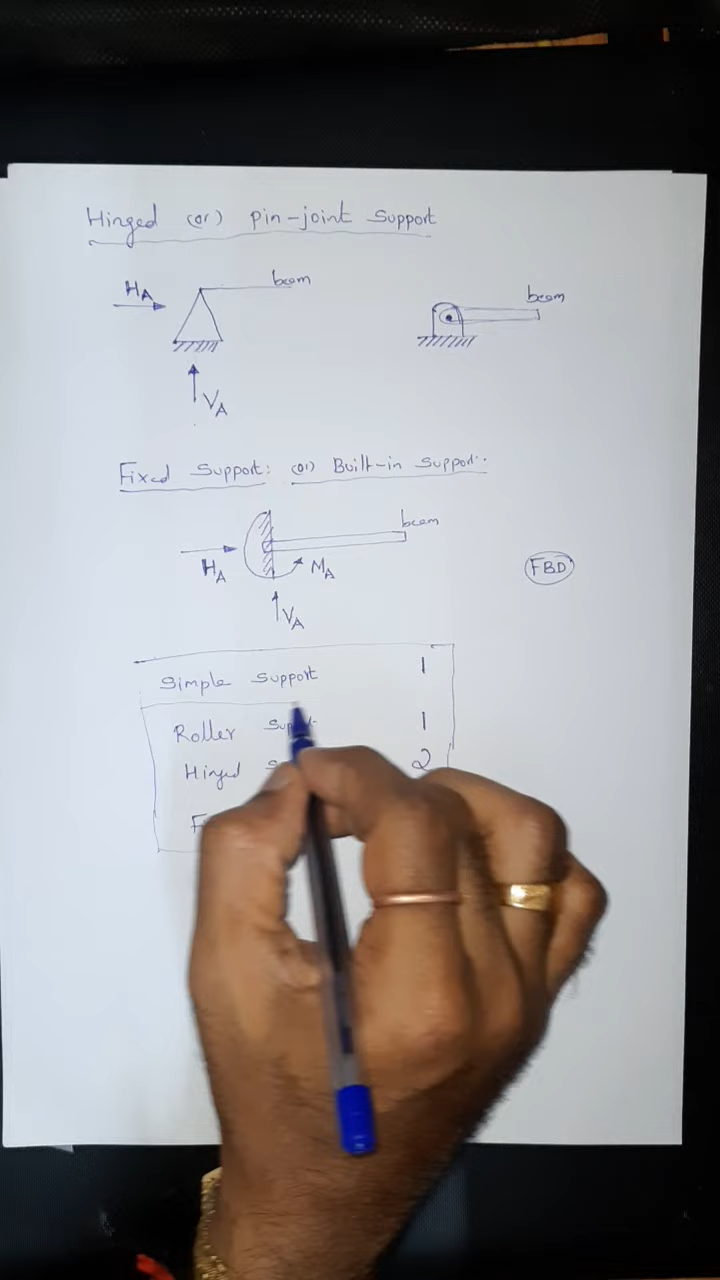 Hinged (or) Pin-joint Support
HA beam
VA
beam
Fixed Support: (or) Built-in Support:
beam
HA MA
VA
FBD
Simple Support 1
Roller 1
Hinged 2